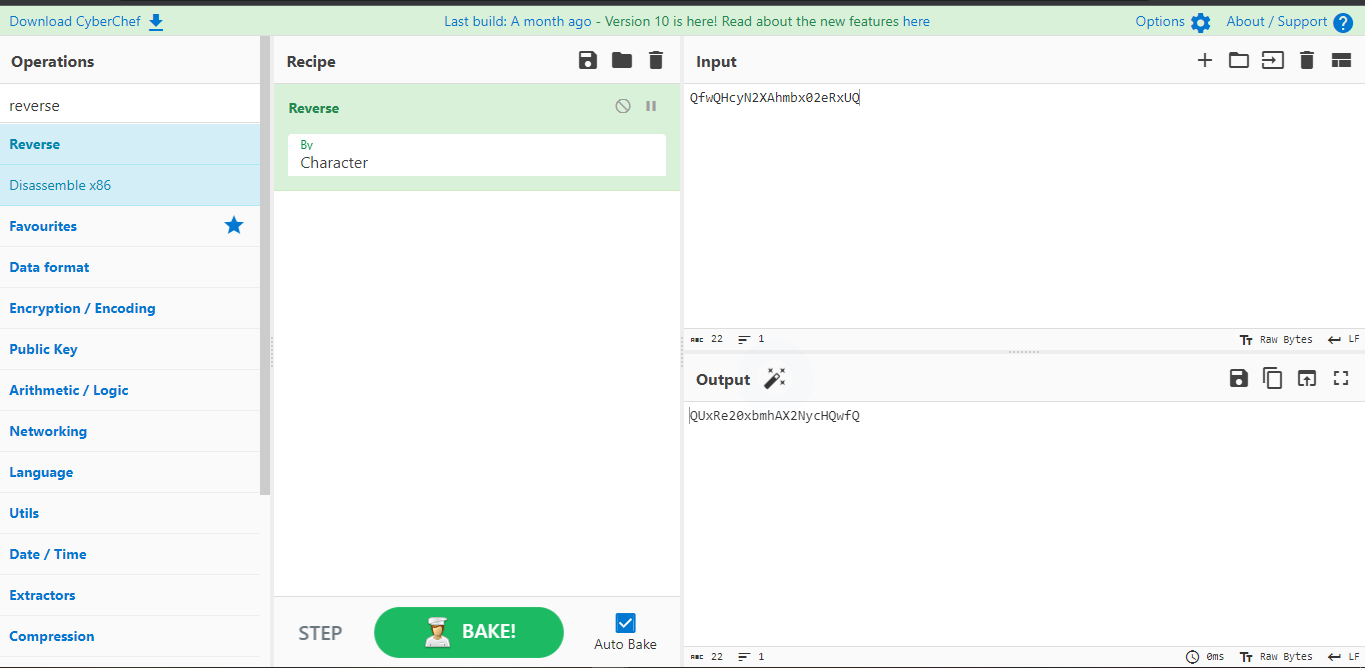 Download CyberChef
Last build: A month ago - Version 10 is here! Read about the new features here
Options
About / Support
Operations
reverse
Reverse
Disassemble x86
Favourites
Data format
Encryption / Encoding
Public Key
Arithmetic / Logic
Networking
Language
Utils
Date / Time
Extractors
Compression
Recipe
Reverse
By
Character
STEP
BAKE!
Auto Bake
Input
QfwQHcyN2XAhmbx02eRxUQ
ABC 22 1
Raw Bytes LF
Output
QUxRe20xbmhAX2NycHQwfQ
ABC 22 1
0ms Raw Bytes LF